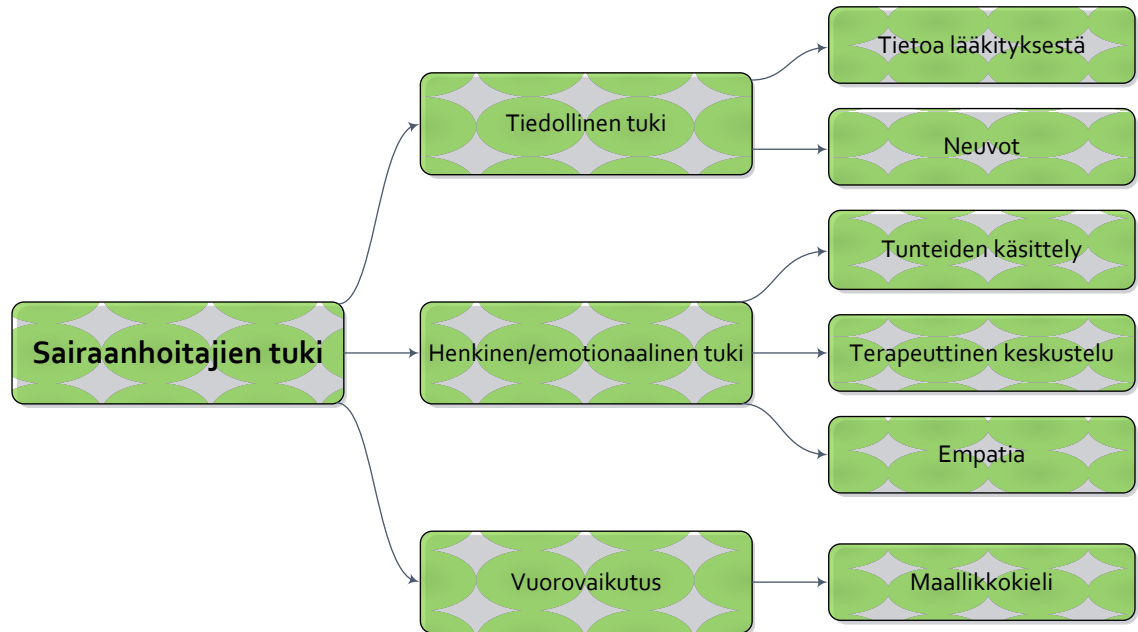 Sairaanhoitajien tuki
Tiedollinen tuki
Tietoa lääkityksestä
Neuvot
Henkinen/emotionaalinen tuki
Tunteiden käsittely
Terapeuttinen keskustelu
Empatia
Vuorovaikutus
Maallikkokieli